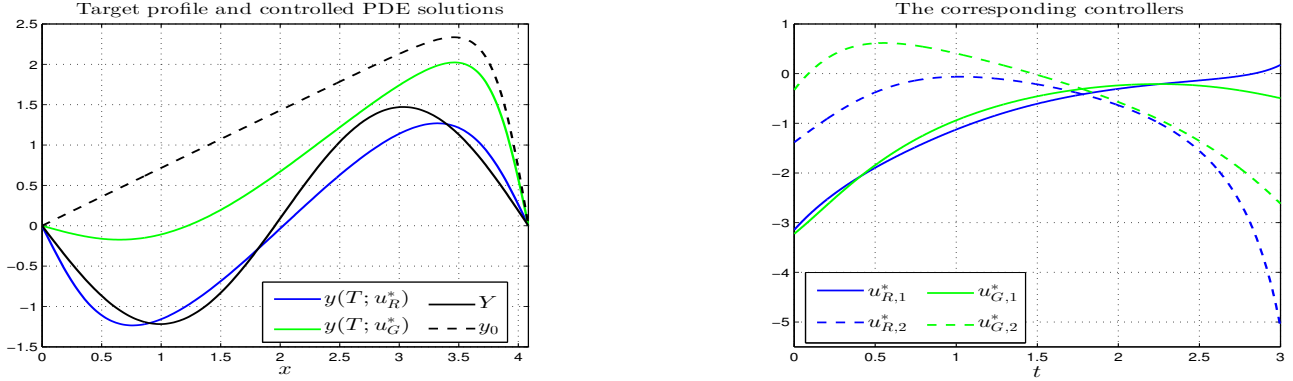 Target profile and controlled PDE solutions
2.5
2
1.5
1
0.5
0
−0.5
−1
−1.5
0 0.5 1 1.5 2 2.5 3 3.5 4
x
y(T; u*_R) Y
y(T; u*_G) y_0
The corresponding controllers
1
0
−1
−2
−3
−4
−5
0 0.5 1 1.5 2 2.5 3
t
u*_{R,1} u*_{G,1}
u*_{R,2} u*_{G,2}